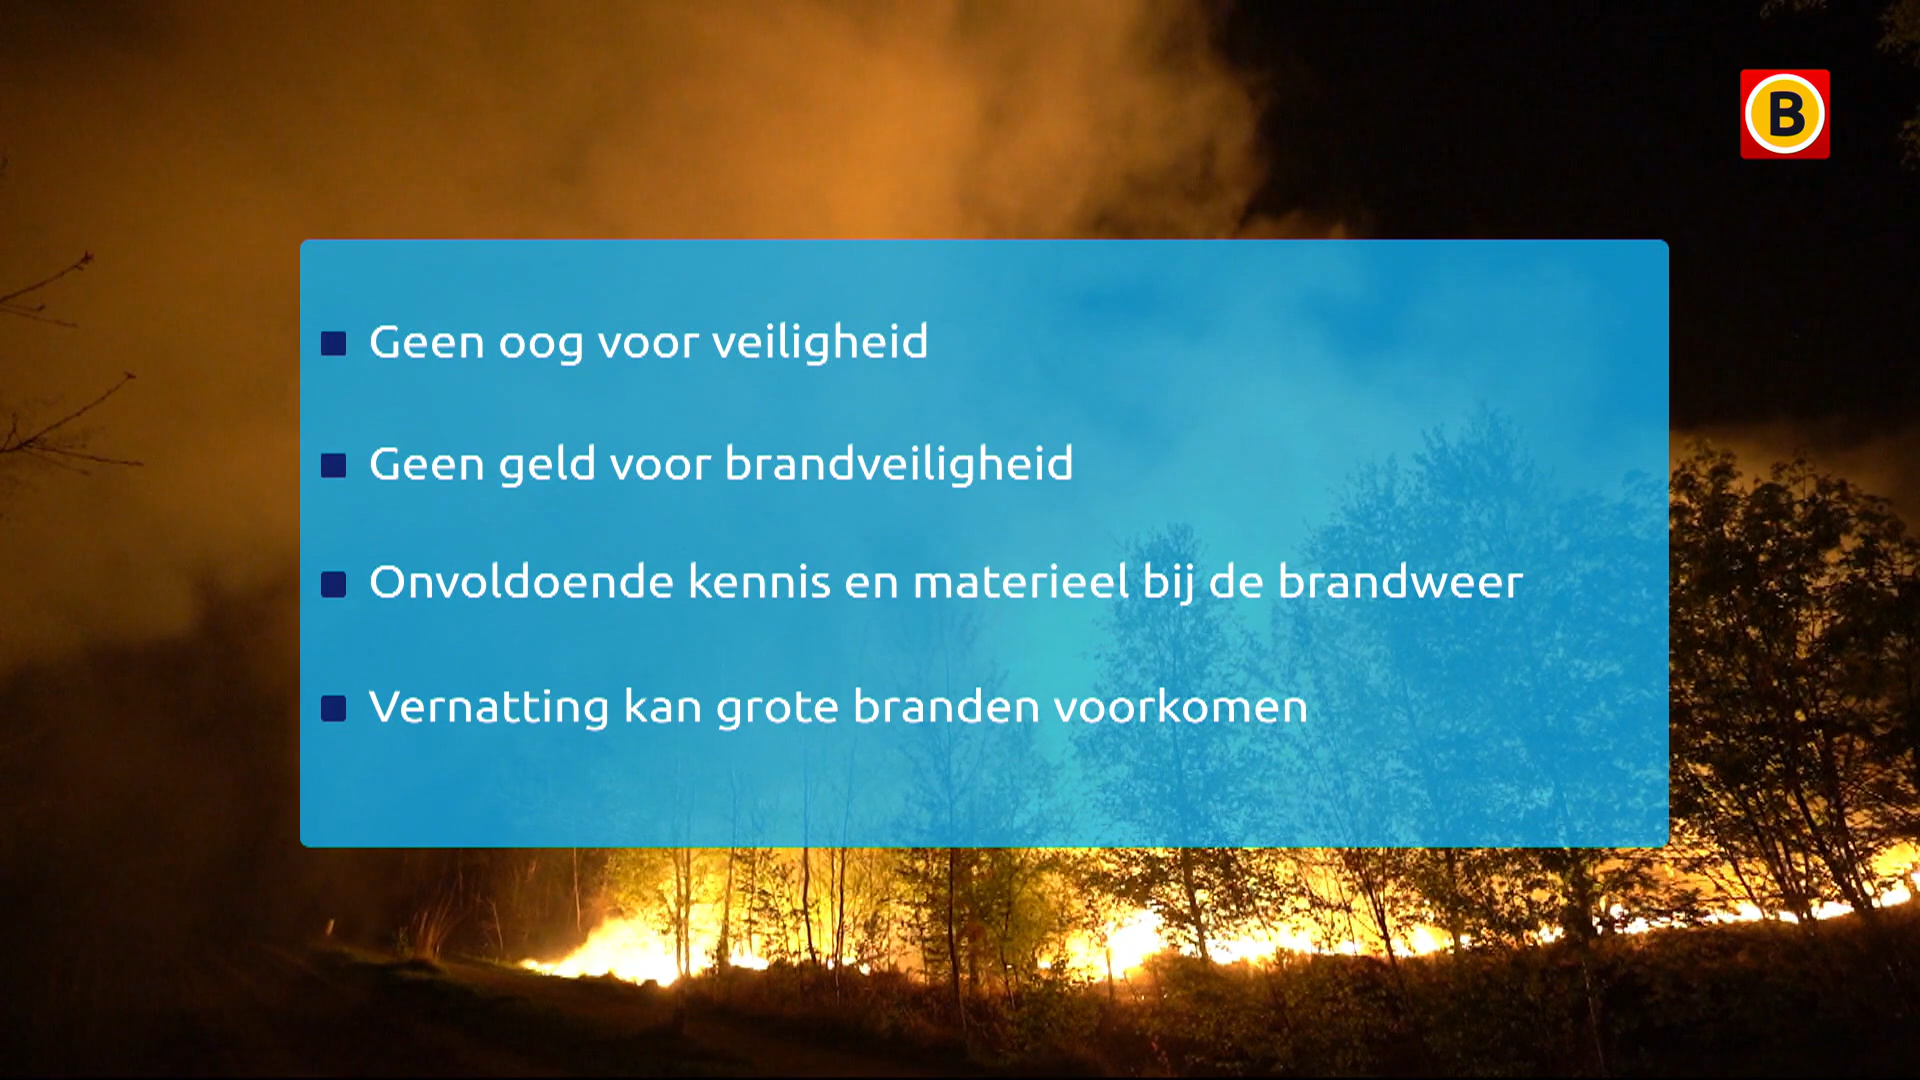 B
Geen oog voor veiligheid
Geen geld voor brandveiligheid
Onvoldoende kennis en materieel bij de brandweer
Vernatting kan grote branden voorkomen